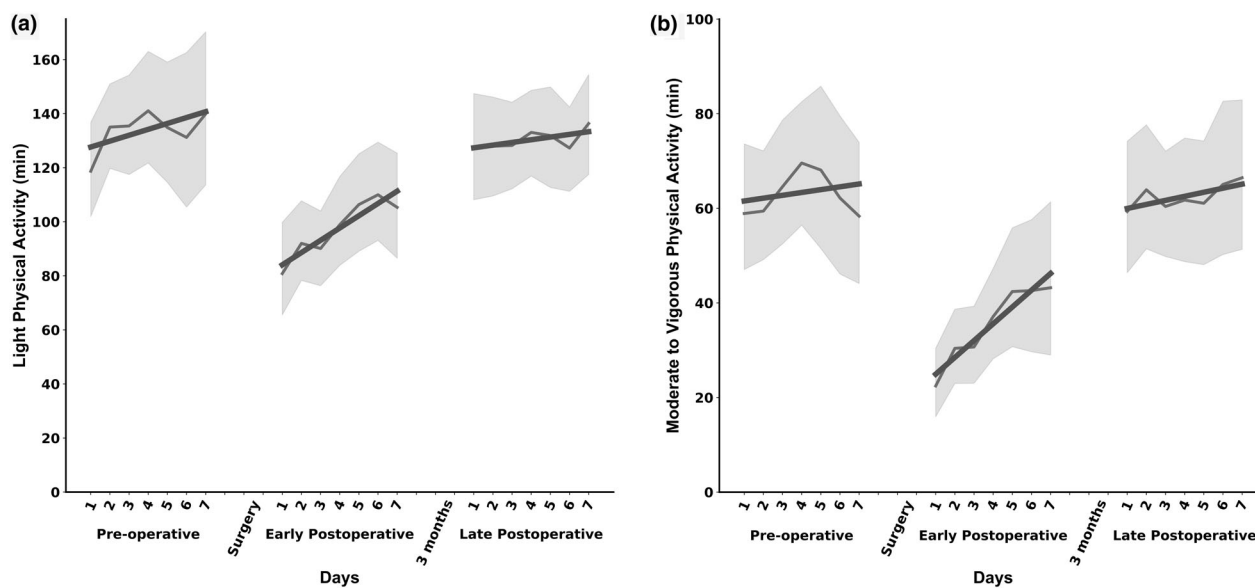 (a)
Light Physical Activity (min)
160
140
120
100
80
60
40
20
0
1 2 3 4 5 6 7 Surgery 1 2 3 4 5 6 7 3 months 1 2 3 4 5 6 7
Pre-operative Early Postoperative Late Postoperative
Days
(b)
Moderate to Vigorous Physical Activity (min)
100
80
60
40
20
0
1 2 3 4 5 6 7 Surgery 1 2 3 4 5 6 7 3 months 1 2 3 4 5 6 7
Pre-operative Early Postoperative Late Postoperative
Days